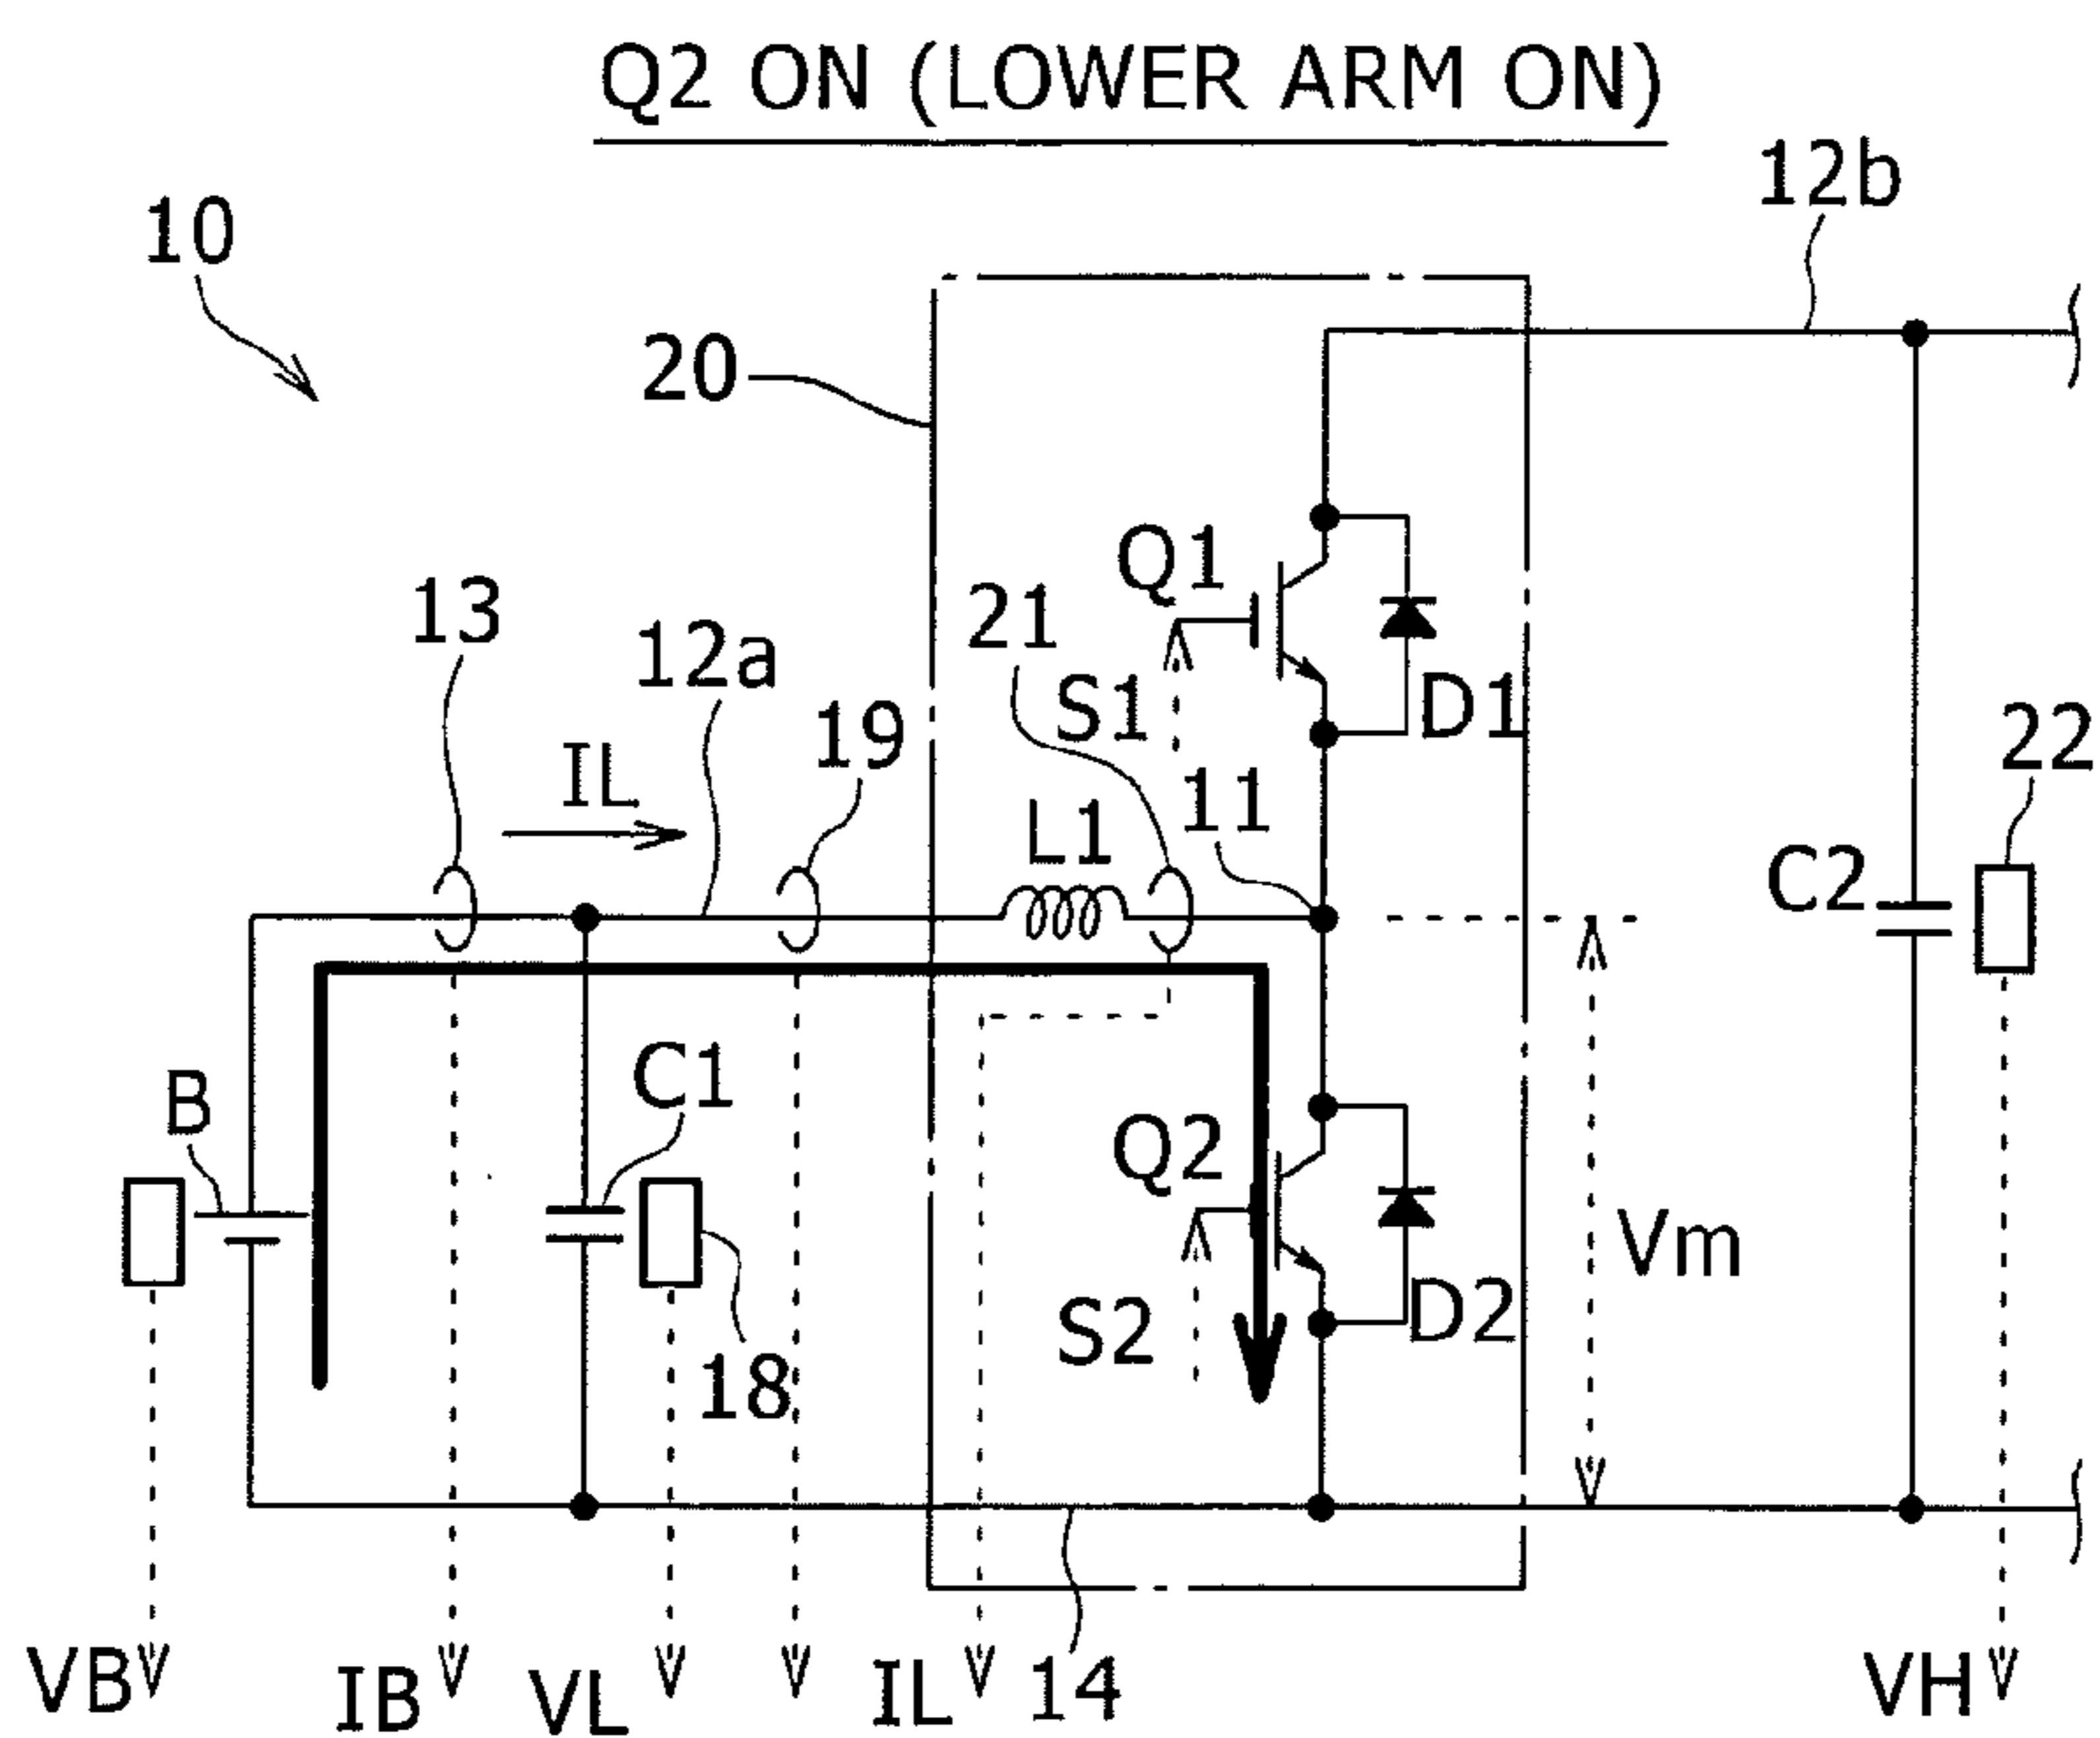 Q2 ON (LOWER ARM ON)
12b
10
20
Q1
13
21
12a
S1
D1
19
22
IL
11
L1
C2
C1
B
Q2
Vm
S2
D2
18
VB
IB
VL
IL
14
VH